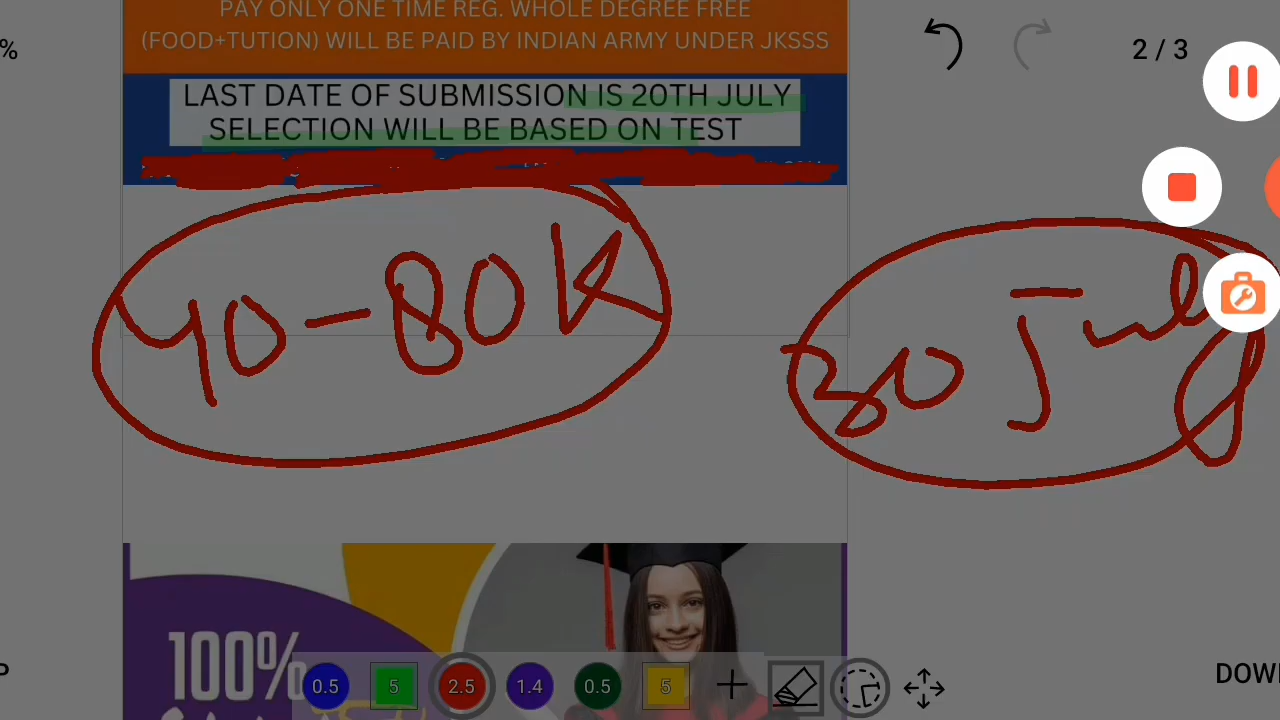 PAY ONLY ONE TIME REG. WHOLE DEGREE FREE
(FOOD+TUTION) WILL BE PAID BY INDIAN ARMY UNDER JKSSS
%
2 / 3
LAST DATE OF SUBMISSION IS 20TH JULY
SELECTION WILL BE BASED ON TEST
40-80K
30 July
100%
DOW
0.5
5
2.5
1.4
0.5
5